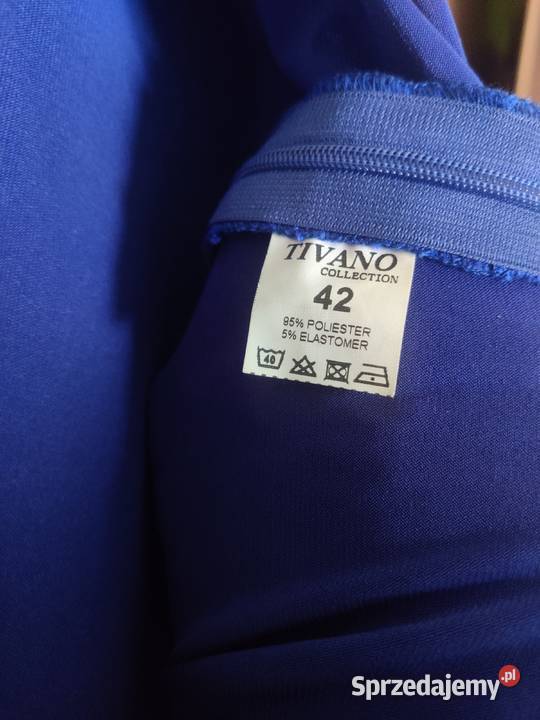 TIVANO
COLLECTION
42
95% POLIESTER
5% ELASTOMER
40
Sprzedajemy.pl